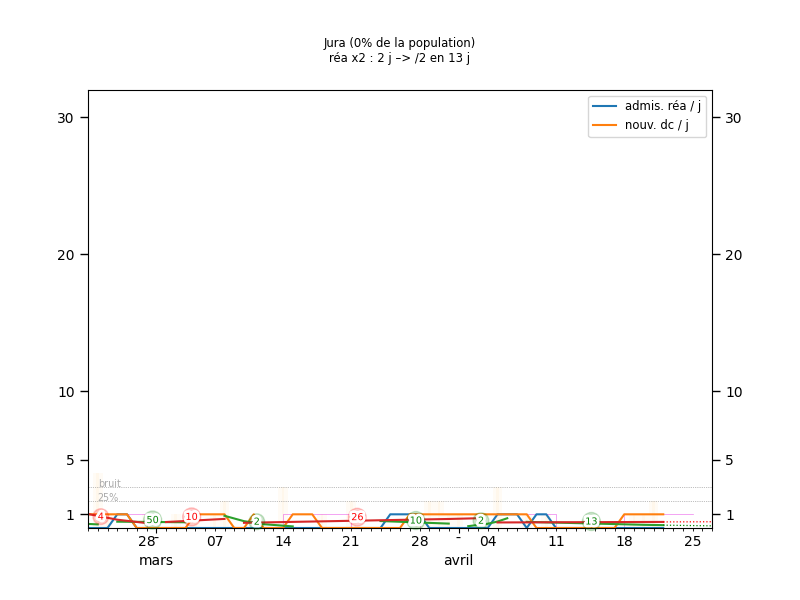 Jura (0% de la population)
réa x2 : 2 j –> /2 en 13 j
admis. réa / j
nouv. dc / j
30 30
20 20
10 10
5 5
bruit
25%
1 1
4 50 10 2 26 10 2 13
28 07 14 21 28 04 11 18 25
mars avril